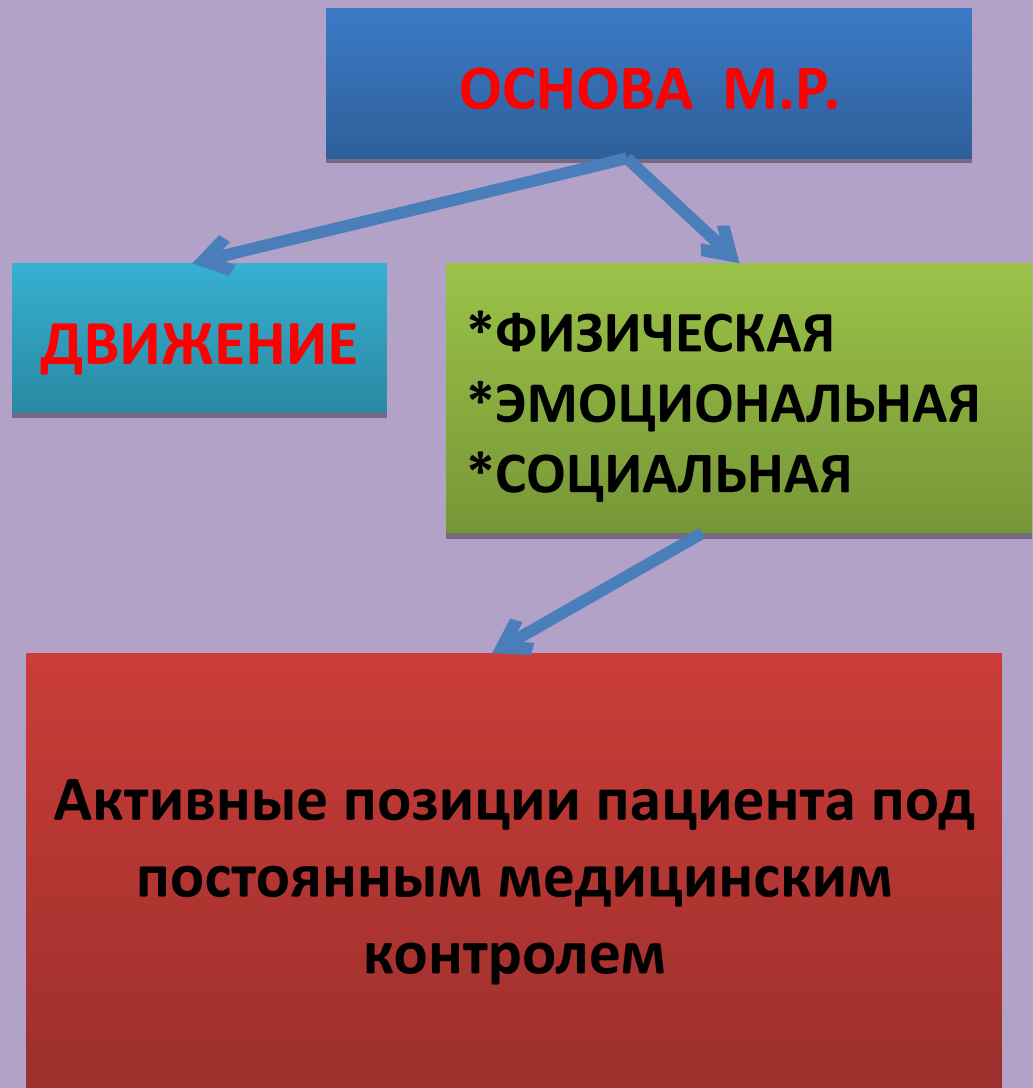 ОСНОВА М.Р.
ДВИЖЕНИЕ
*ФИЗИЧЕСКАЯ
*ЭМОЦИОНАЛЬНАЯ
*СОЦИАЛЬНАЯ
Активные позиции пациента под
постоянным медицинским
контролем